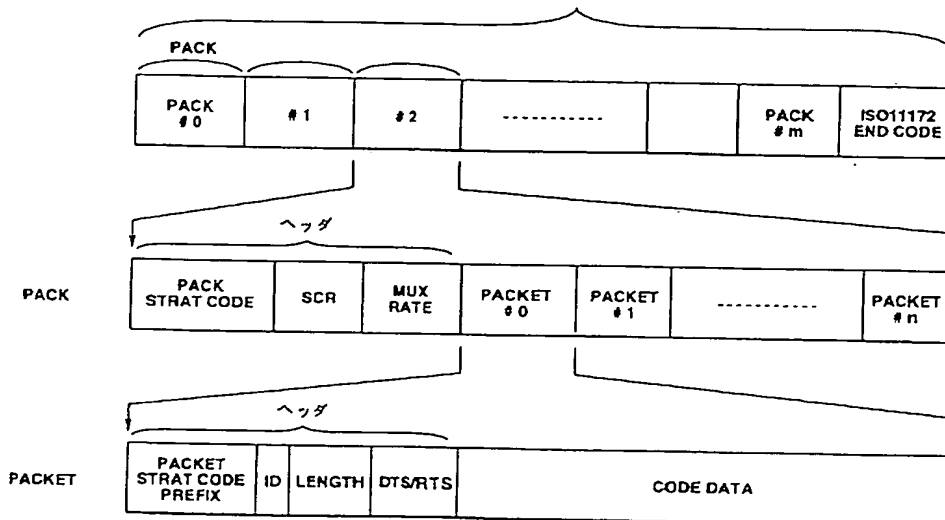 PACK
PACK
# 0
# 1
# 2
PACK
# m
ISO11172
END CODE
ヘッダ
PACK
PACK
STRAT CODE
SCR
MUX
RATE
PACKET
# 0
PACKET
# 1
PACKET
# n
ヘッダ
PACKET
PACKET
STRAT CODE
PREFIX
ID
LENGTH
DTS/RTS
CODE DATA